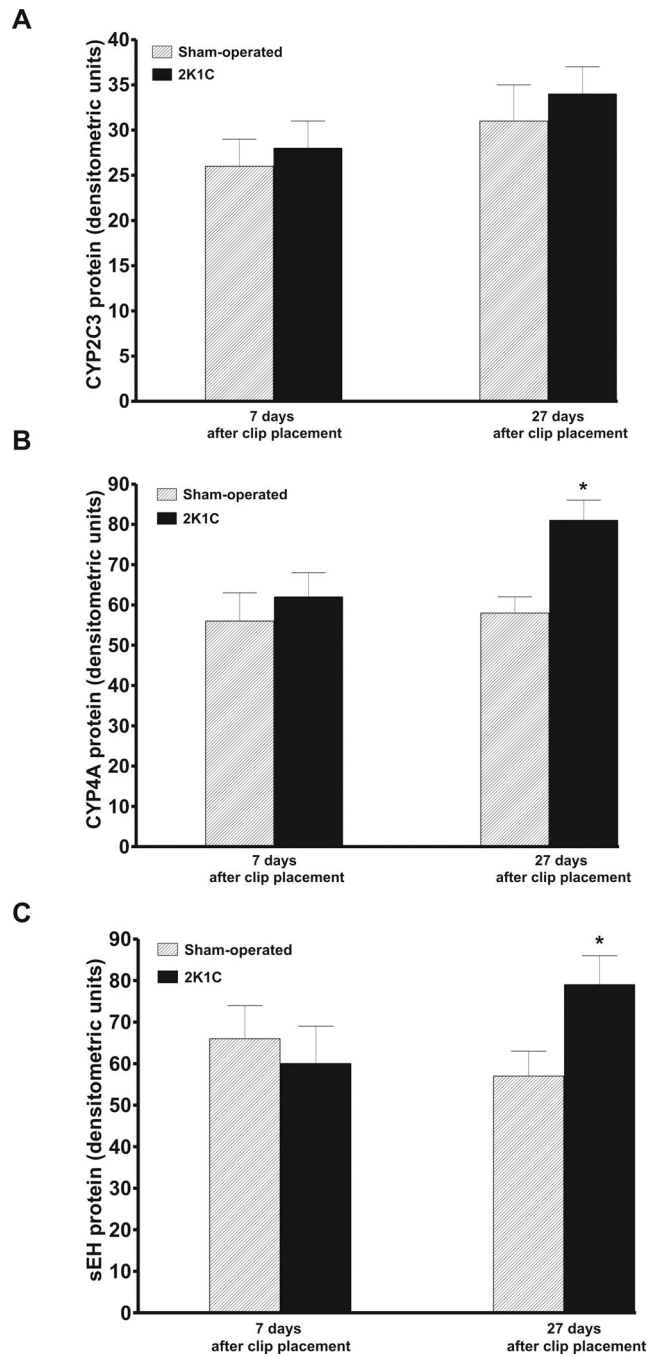 A
CYP2C3 protein (densitometric units)
40
35
30
25
20
15
10
5
0
Sham-operated
2K1C
7 days
after clip placement
27 days
after clip placement
B
CYP4A protein (densitometric units)
90
80
70
60
50
40
30
20
10
0
Sham-operated
2K1C
*
7 days
after clip placement
27 days
after clip placement
C
sEH protein (densitometric units)
90
80
70
60
50
40
30
20
10
0
Sham-operated
2K1C
*
7 days
after clip placement
27 days
after clip placement